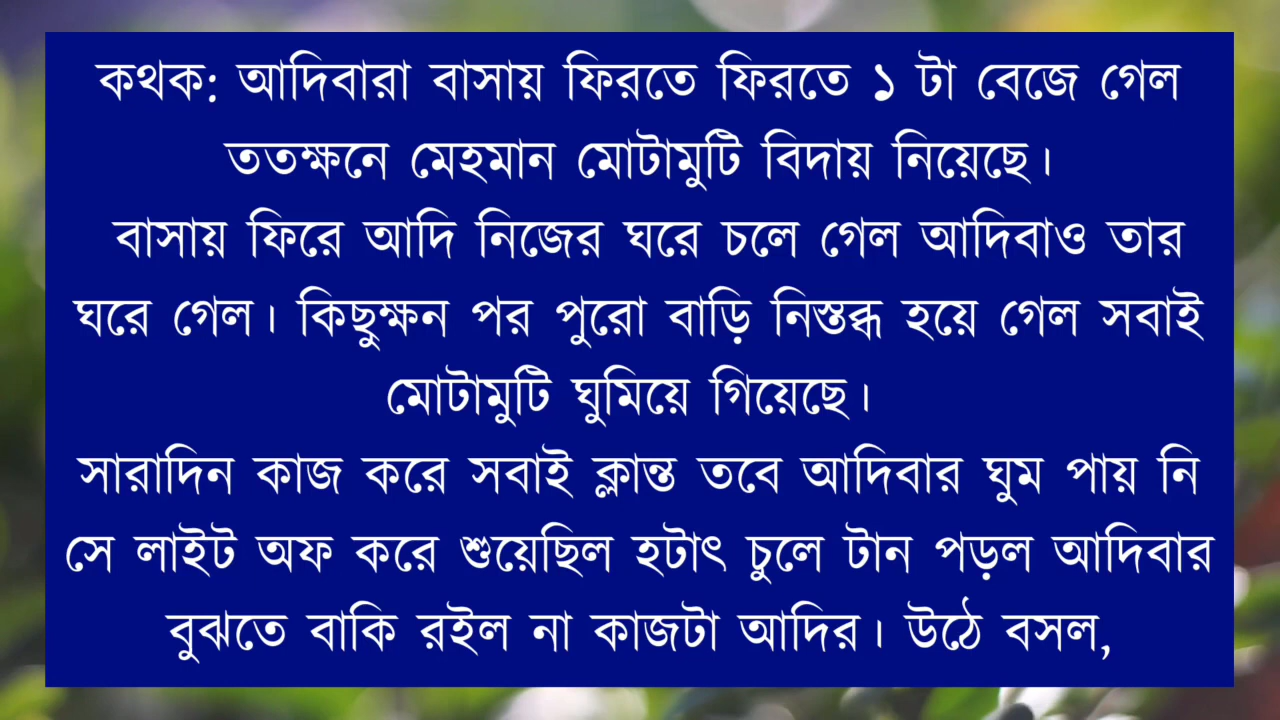 কথক: আদিবারা বাসায় ফিরতে ফিরতে ১ টা বেজে গেল
ততক্ষনে মেহমান মোটামুটি বিদায় নিয়েছে।
বাসায় ফিরে আদি নিজের ঘরে চলে গেল আদিবাও তার
ঘরে গেল। কিছুক্ষন পর পুরো বাড়ি নিস্তব্ধ হয়ে গেল সবাই
মোটামুটি ঘুমিয়ে গিয়েছে।
সারাদিন কাজ করে সবাই ক্লান্ত তবে আদিবার ঘুম পায় নি
সে লাইট অফ করে শুয়েছিল হটাৎ চুলে টান পড়ল আদিবার
বুঝতে বাকি রইল না কাজটা আদির। উঠে বসল,